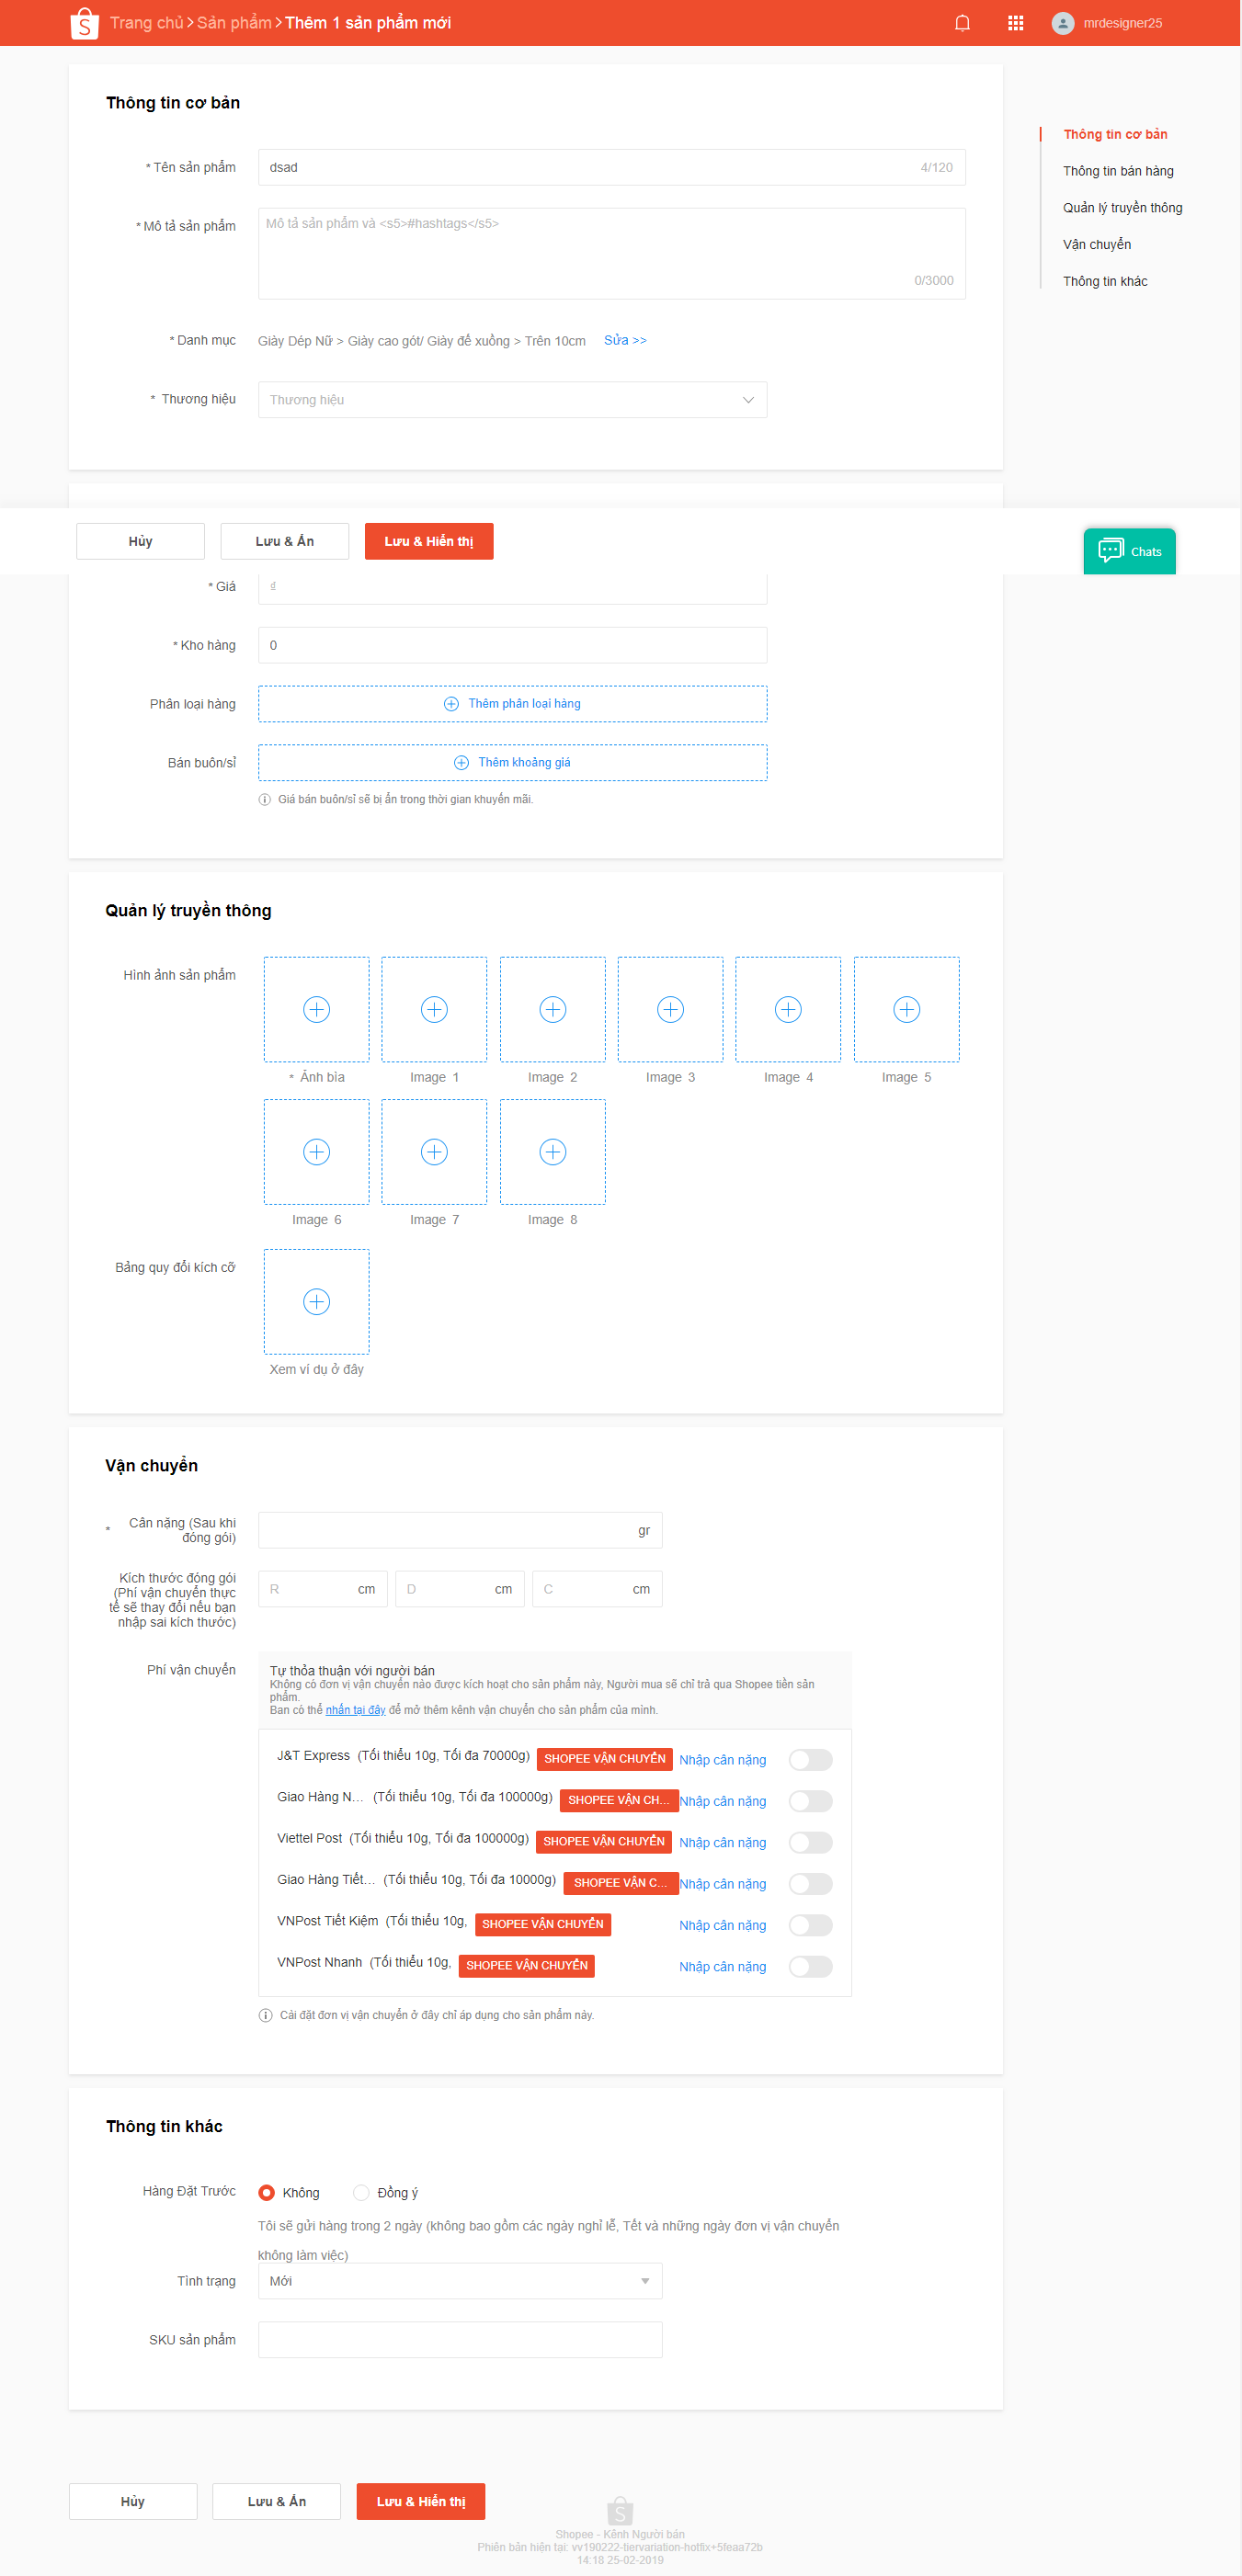 Trang chủ > Sản phẩm > Thêm 1 sản phẩm mới
mrdesigner25
Thông tin cơ bản
Thông tin cơ bản
Thông tin bán hàng
Quản lý truyền thông
Vận chuyển
Thông tin khác
* Tên sản phẩm dsad 4/120
* Mô tả sản phẩm Mô tả sản phẩm và <s5>#hashtags</s5>
0/3000
* Danh mục Giày Dép Nữ > Giày cao gót/ Giày đế xuồng > Trên 10cm Sửa >>
* Thương hiệu Thương hiệu
Hủy Lưu & Ẩn Lưu & Hiển thị
Chats
* Giá ₫
* Kho hàng 0
Phân loại hàng Thêm phân loại hàng
Bán buôn/sỉ Thêm khoảng giá
Giá bán buôn/sỉ sẽ bị ẩn trong thời gian khuyến mãi.
Quản lý truyền thông
Hình ảnh sản phẩm
* Ảnh bìa Image 1 Image 2 Image 3 Image 4 Image 5
Image 6 Image 7 Image 8
Bảng quy đổi kích cỡ
Xem ví dụ ở đây
Vận chuyển
* Cân nặng (Sau khi
đóng gói)
gr
Kích thước đóng gói
(Phí vận chuyển thực
tế sẽ thay đổi nếu bạn
nhập sai kích thước)
R cm D cm C cm
Phí vận chuyển
Tự thỏa thuận với người bán
Không có đơn vị vận chuyển nào được kích hoạt cho sản phẩm này, Người mua sẽ chỉ trả qua Shopee tiền sản
phẩm.
Bạn có thể nhấn tại đây để mở thêm kênh vận chuyển cho sản phẩm của mình.
J&T Express (Tối thiểu 10g, Tối đa 70000g) SHOPEE VẬN CHUYỂN Nhập cân nặng
Giao Hàng N... (Tối thiểu 10g, Tối đa 100000g) SHOPEE VẬN CH... Nhập cân nặng
Viettel Post (Tối thiểu 10g, Tối đa 100000g) SHOPEE VẬN CHUYỂN Nhập cân nặng
Giao Hàng Tiết... (Tối thiểu 10g, Tối đa 10000g) SHOPEE VẬN C... Nhập cân nặng
VNPost Tiết Kiệm (Tối thiểu 10g, SHOPEE VẬN CHUYỂN Nhập cân nặng
VNPost Nhanh (Tối thiểu 10g, SHOPEE VẬN CHUYỂN Nhập cân nặng
Cài đặt đơn vị vận chuyển ở đây chỉ áp dụng cho sản phẩm này.
Thông tin khác
Hàng Đặt Trước Không Đồng ý
Tôi sẽ gửi hàng trong 2 ngày (không bao gồm các ngày nghỉ lễ, Tết và những ngày đơn vị vận chuyển
không làm việc)
Tình trạng Mới
SKU sản phẩm
Hủy Lưu & Ẩn Lưu & Hiển thị
Shopee - Kênh Người bán
Phiên bản hiện tại: vv190222-tiervariation-hotfix+5feaa72b
14:18 25-02-2019